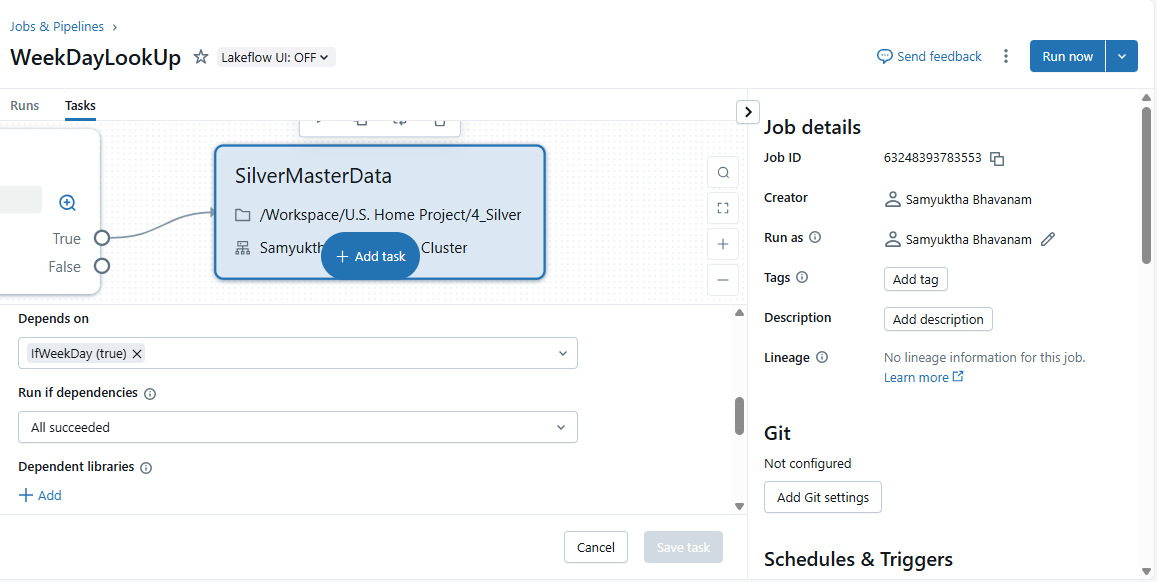 Jobs & Pipelines
WeekDayLookUp
Lakeflow UI: OFF
Send feedback
Run now
Runs
Tasks
True
False
SilverMasterData
/Workspace/U.S. Home Project/4_Silver
Cluster
+ Add task
Depends on
IfWeekDay (true)
Run if dependencies
All succeeded
Dependent libraries
+ Add
Cancel
Save task
Job details
Job ID
63248393783553
Creator
Samyuktha Bhavanam
Run as
Samyuktha Bhavanam
Tags
Add tag
Description
Add description
Lineage
No lineage information for this job.
Learn more
Git
Not configured
Add Git settings
Schedules & Triggers